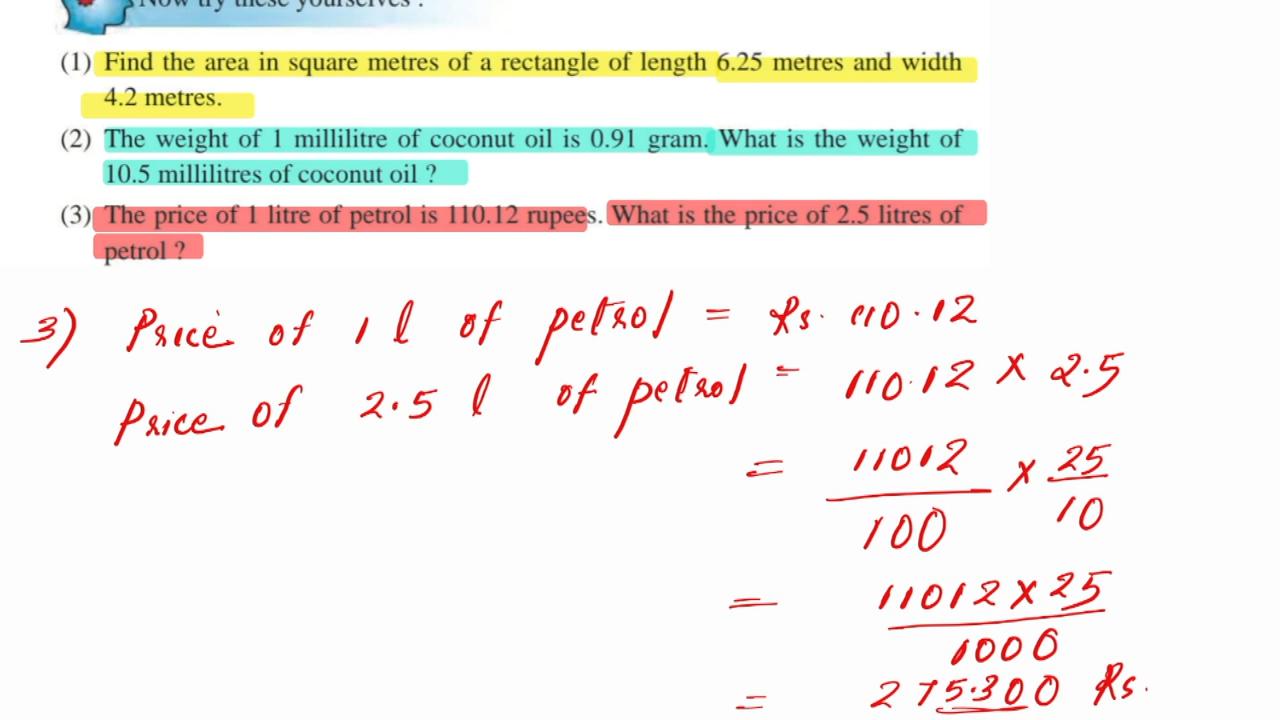 Now try these yourselves :
(1) Find the area in square metres of a rectangle of length 6.25 metres and width
4.2 metres.
(2) The weight of 1 millilitre of coconut oil is 0.91 gram. What is the weight of
10.5 millilitres of coconut oil ?
(3) The price of 1 litre of petrol is 110.12 rupees. What is the price of 2.5 litres of
petrol ?
3) Price of 1 l of petrol = Rs. 110.12
Price of 2.5 l of petrol = 110.12 × 2.5
= 11012/100 × 25/10
= 11012 × 25/1000
= 275.300 Rs.